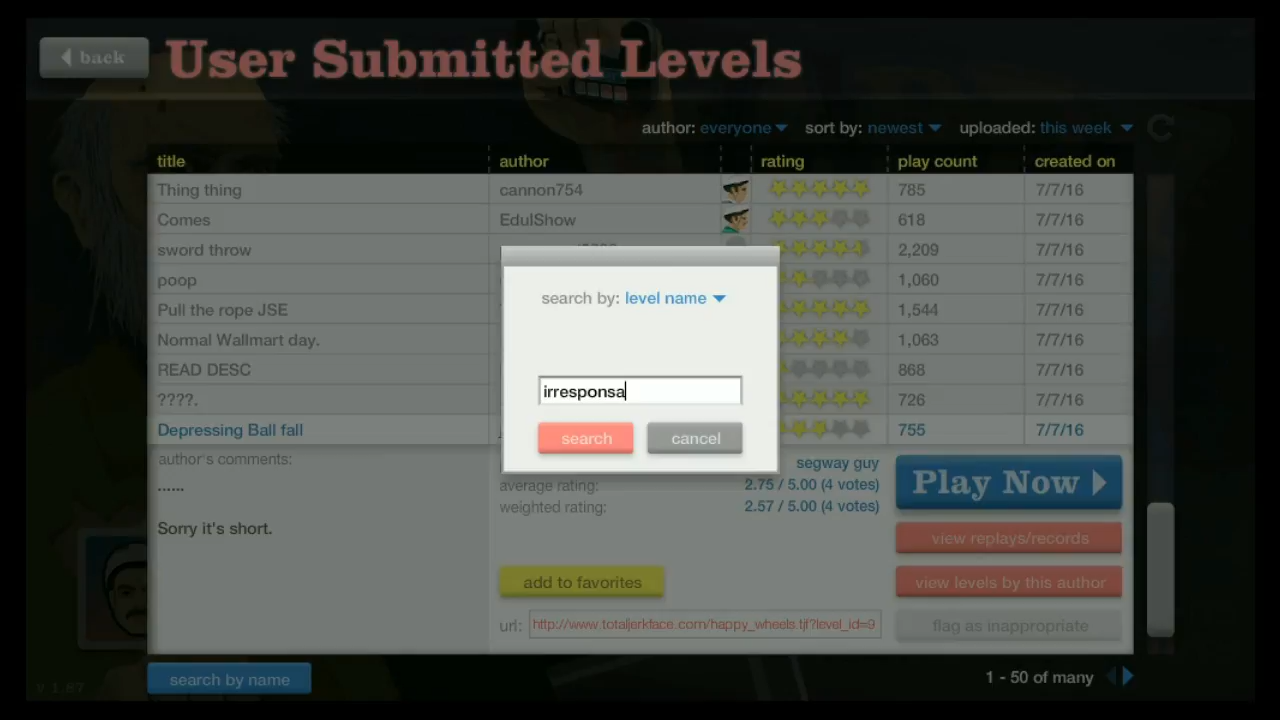 back
User Submitted Levels
author: everyone sort by: newest uploaded: this week
title author rating play count created on
Thing thing cannon754 785 7/7/16
Comes EdulShow 618 7/7/16
sword throw 2,209 7/7/16
poop 1,060 7/7/16
Pull the rope JSE 1,544 7/7/16
Normal Wallmart day. 1,063 7/7/16
READ DESC 868 7/7/16
????. 726 7/7/16
Depressing Ball fall 755 7/7/16
search by: level name
irresponsa
search cancel
author's comments:
......
Sorry it's short.
segway guy
average rating: 2.75 / 5.00 (4 votes)
weighted rating: 2.57 / 5.00 (4 votes)
Play Now
view replays/records
add to favorites
view levels by this author
url: http://www.totaljerkface.com/happy_wheels.tjf?level_id=9
flag as inappropriate
search by name
1 - 50 of many
v 1.87